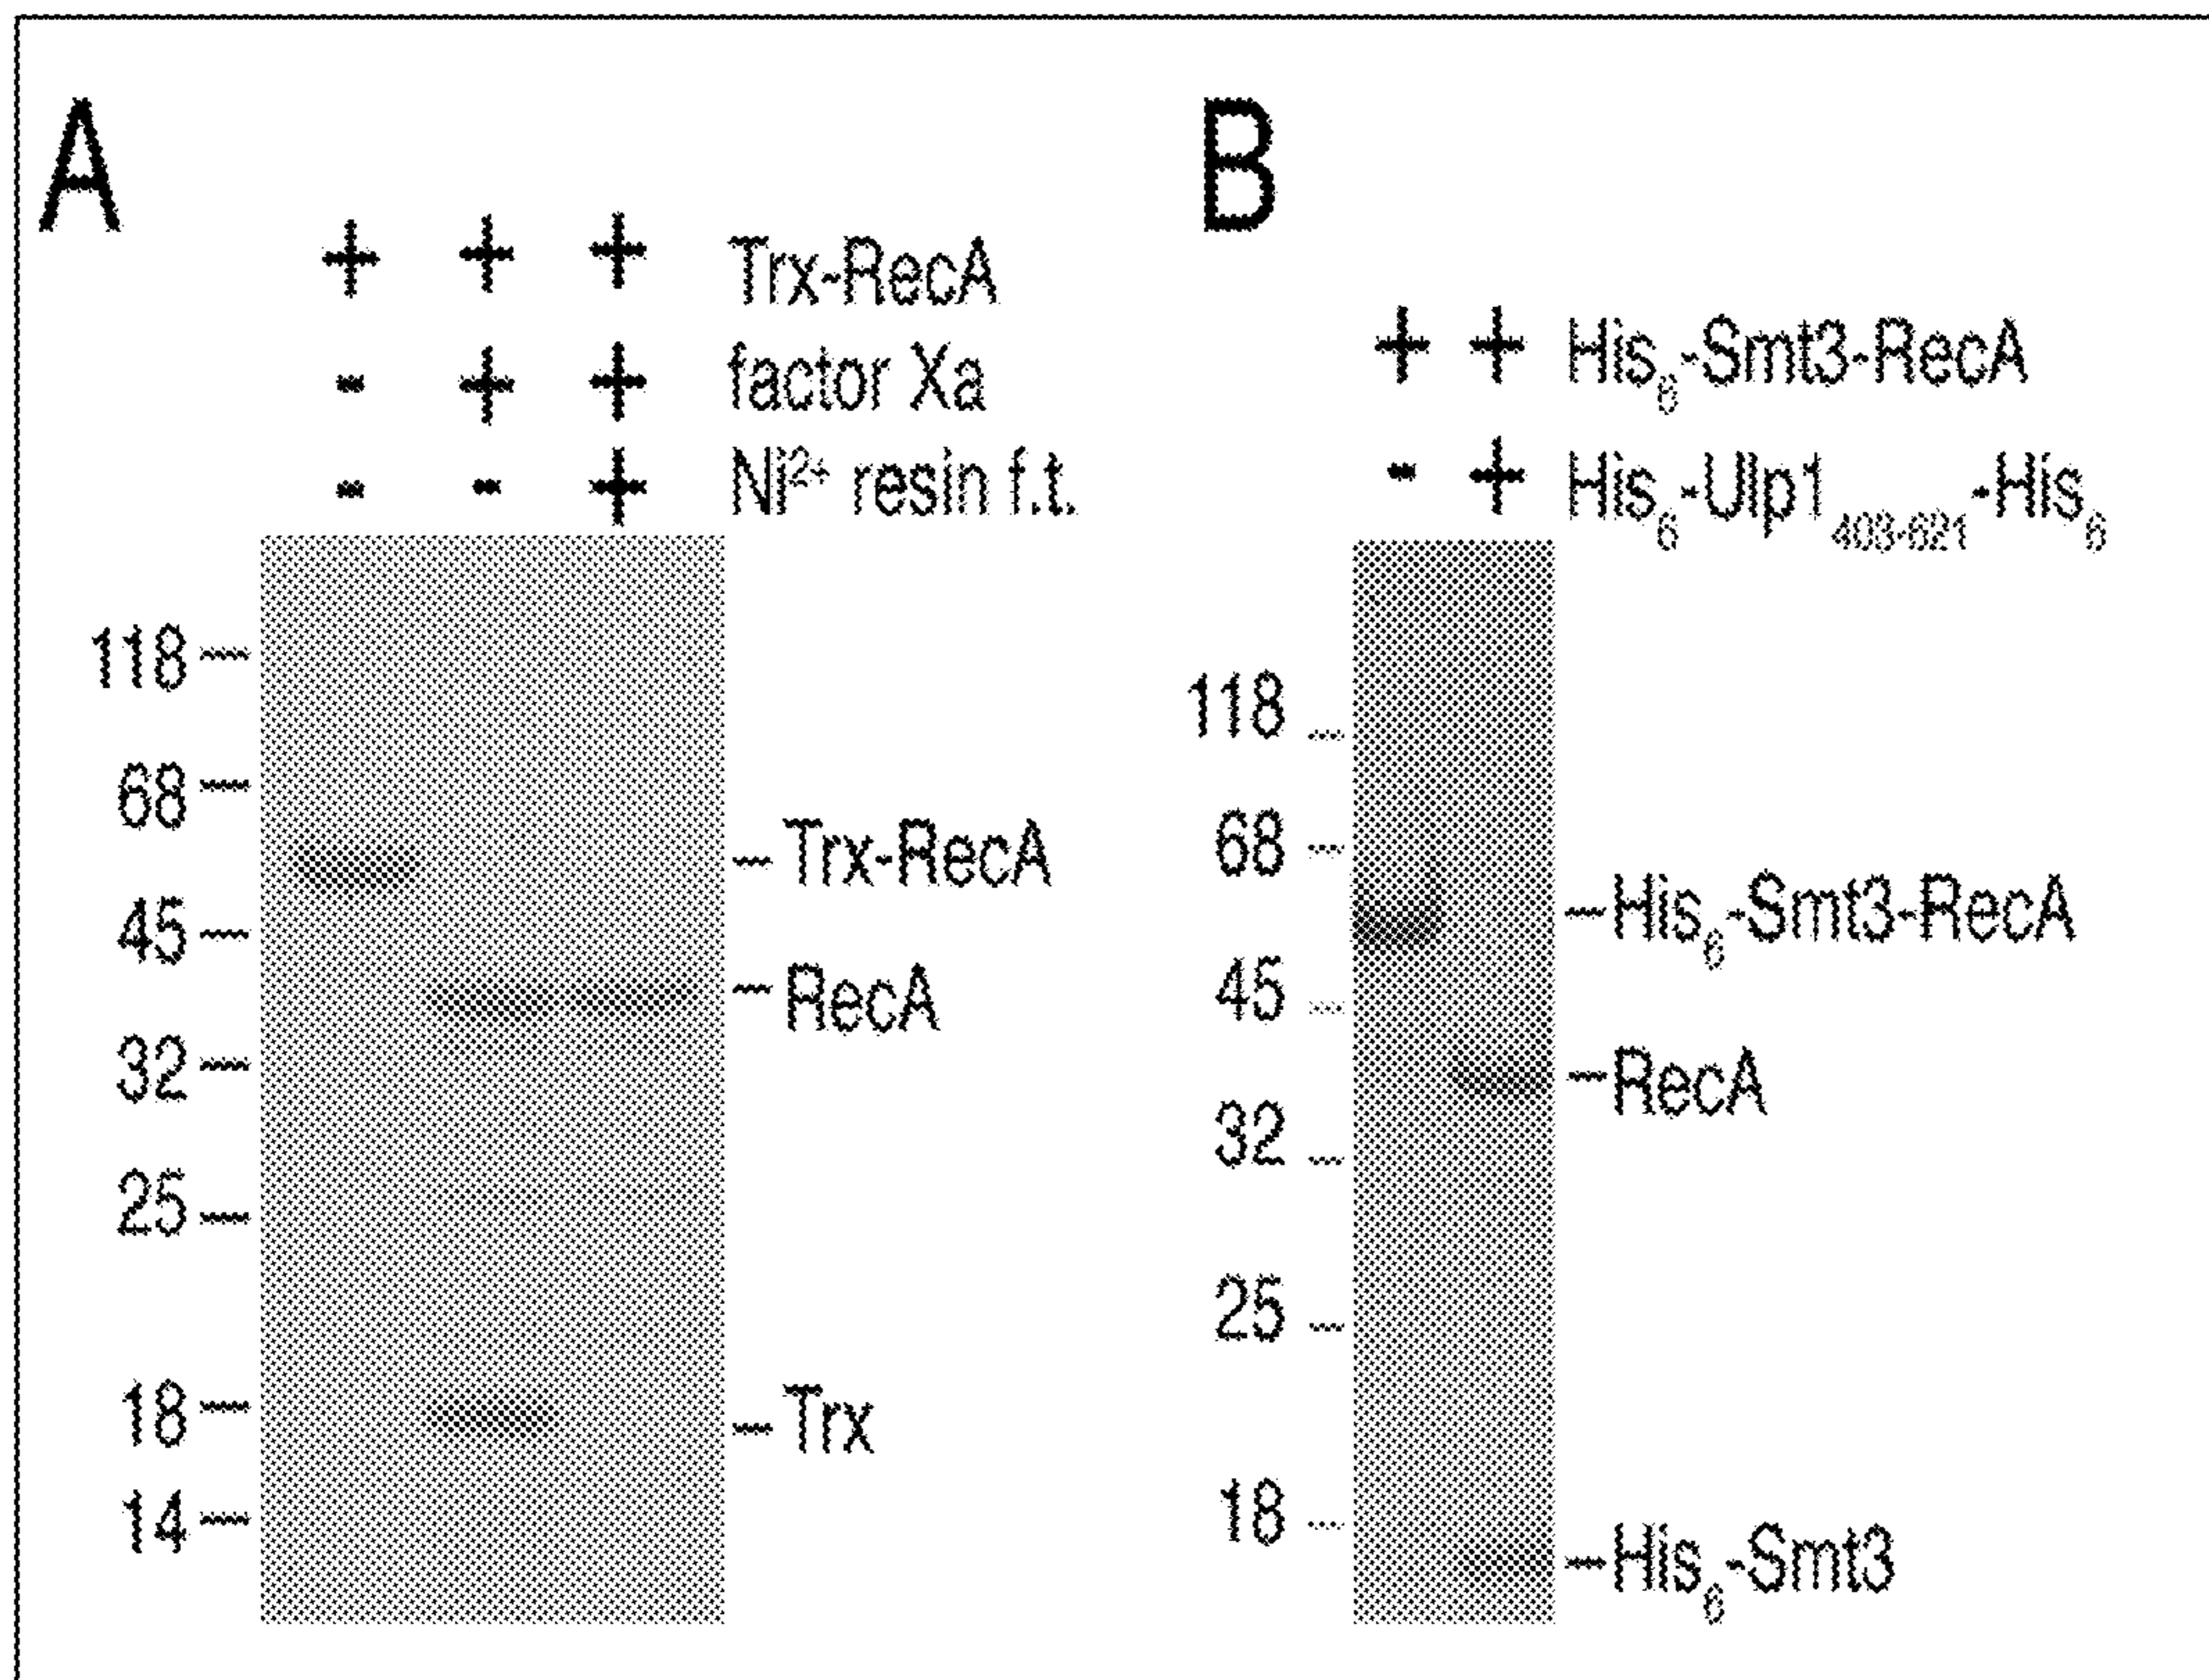 A
+ + + Trx-RecA
- + + factor Xa
- - + Ni²⁺ resin f.t.
118
68
45
32
25
18
14
Trx-RecA
RecA
Trx
B
+ + His₆-Smt3-RecA
- + His₆-Ulp1₄₀₃₋₆₂₁-His₆
118
68
45
32
25
18
His₆-Smt3-RecA
RecA
His₆-Smt3